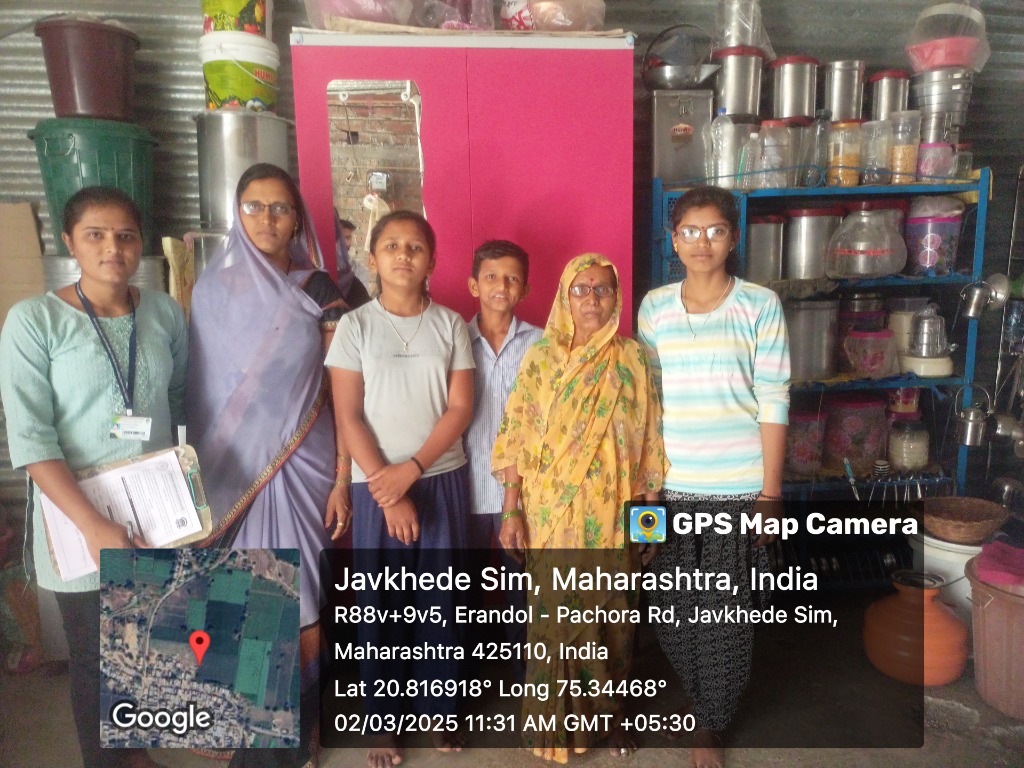 GPS Map Camera
Javkhede Sim, Maharashtra, India
R88v+9v5, Erandol - Pachora Rd, Javkhede Sim,
Maharashtra 425110, India
Lat 20.816918° Long 75.34468°
02/03/2025 11:31 AM GMT +05:30
Google